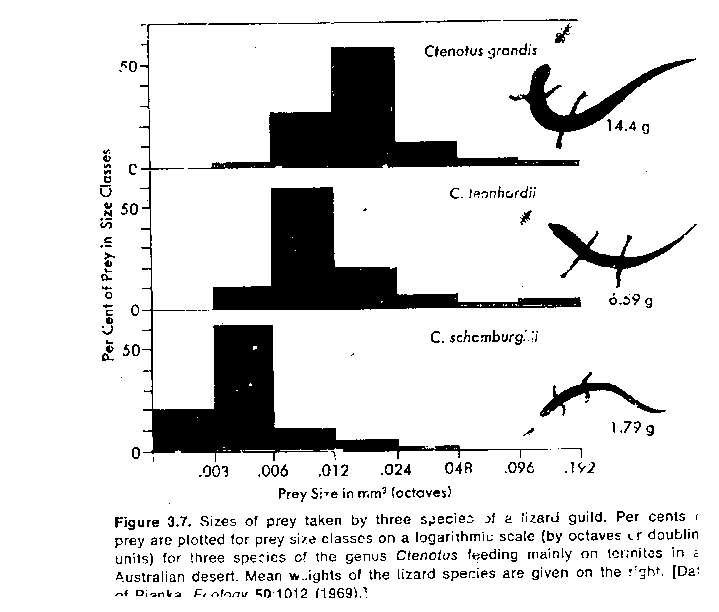 Ctenotus grandis
50
14.4 g
0
C. leonhardii
50
6.59 g
0
C. schomburgkii
50
1.79 g
0
.003 .006 .012 .024 048 .096 .192
Per Cent of Prey in Size Classes
Prey Size in mm³ (octaves)
Figure 3.7. Sizes of prey taken by three species of a lizard guild. Per cents
prey are plotted for prey size classes on a logarithmic scale (by octaves or doublin
units) for three species of the genus Ctenotus feeding mainly on termites in a
Australian desert. Mean weights of the lizard species are given on the right. [Da
of Pianka, Ecology 50:1012 (1969).]